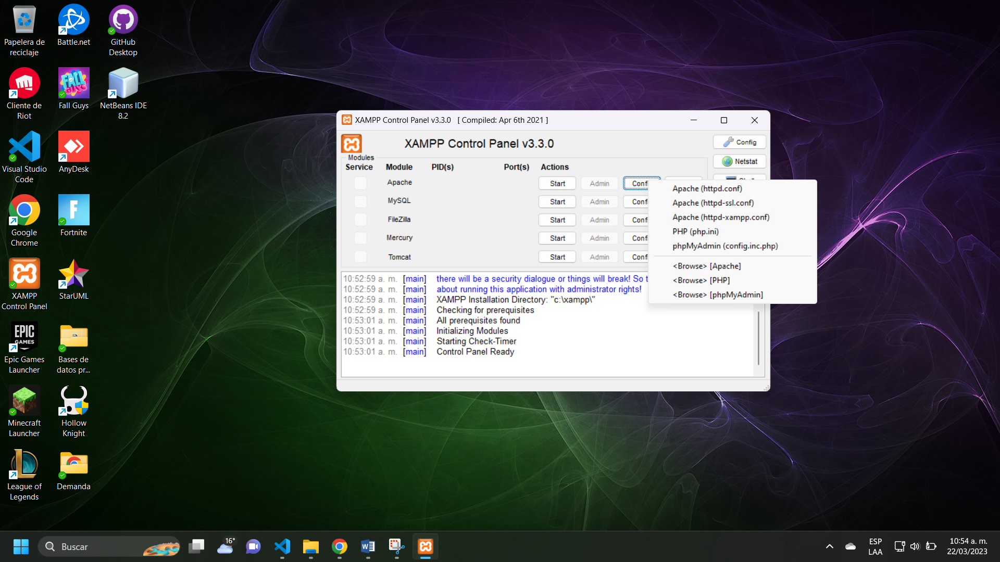 Papelera de
reciclaje
Battle.net
GitHub
Desktop
Cliente de
Riot
FALL
GUYS
Fall Guys
NetBeans IDE
8.2
Visual Studio
Code
AnyDesk
Google
Chrome
Fortnite
XAMPP
Control Panel
StarUML
EPIC
GAMES
Epic Games
Launcher
Bases de
datos pr...
Minecraft
Launcher
Hollow
Knight
League of
Legends
Demanda
XAMPP Control Panel v3.3.0 [ Compiled: Apr 6th 2021 ]
XAMPP Control Panel v3.3.0
Config
Netstat
Modules
Service Module PID(s) Port(s) Actions
Apache Start Admin
MySQL Start Admin
FileZilla Start Admin
Mercury Start Admin
Tomcat Start Admin
Apache (httpd.conf)
Apache (httpd-ssl.conf)
Apache (httpd-xampp.conf)
PHP (php.ini)
phpMyAdmin (config.inc.php)
<Browse> [Apache]
<Browse> [PHP]
<Browse> [phpMyAdmin]
10:52:59 a. m. [main] there will be a security dialogue or things will break! So
10:52:59 a. m. [main] about running this application with administrator rights!
10:52:59 a. m. [main] XAMPP Installation Directory: "c:\xampp\"
10:52:59 a. m. [main] Checking for prerequisites
10:53:01 a. m. [main] All prerequisites found
10:53:01 a. m. [main] Initializing Modules
10:53:01 a. m. [main] Starting Check-Timer
10:53:01 a. m. [main] Control Panel Ready
Buscar
16°
ESP
LAA
10:54 a. m.
22/03/2023